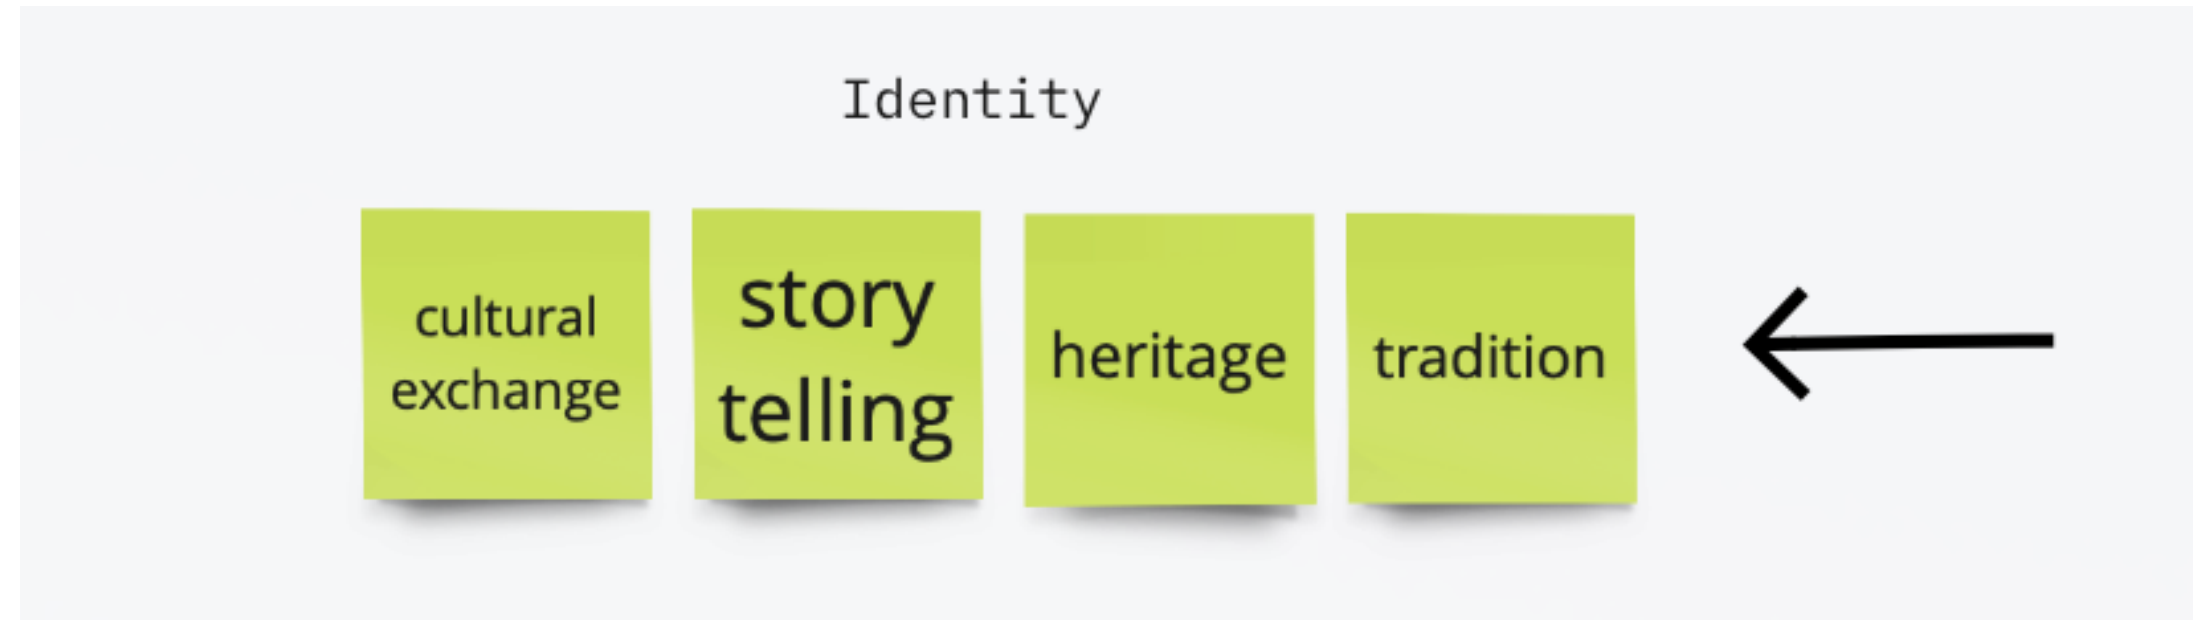 Identity
cultural
exchange
story
telling
heritage
tradition